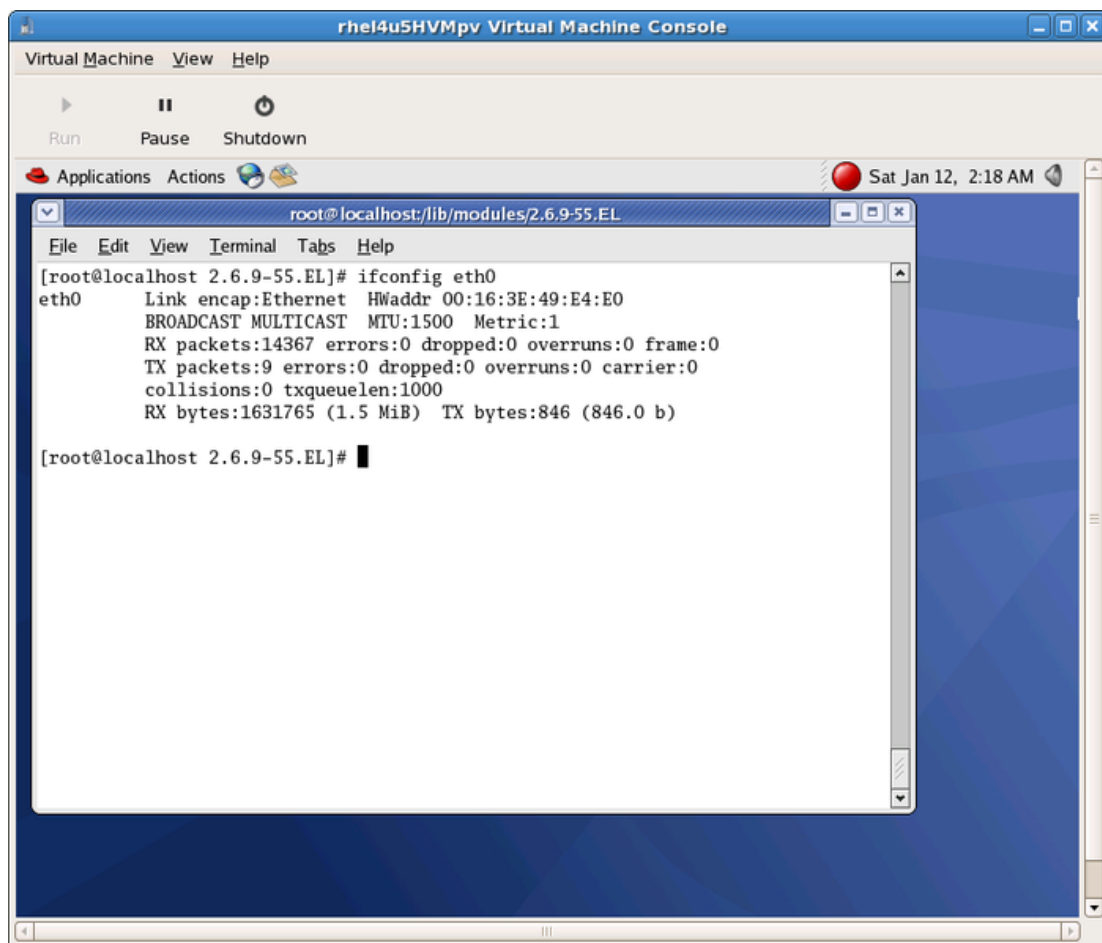 rhel4u5HVMpv Virtual Machine Console
Virtual Machine View Help
Run Pause Shutdown
Applications Actions Sat Jan 12, 2:18 AM
root@localhost:/lib/modules/2.6.9-55.EL
File Edit View Terminal Tabs Help
[root@localhost 2.6.9-55.EL]# ifconfig eth0
eth0 Link encap:Ethernet HWaddr 00:16:3E:49:E4:E0
BROADCAST MULTICAST MTU:1500 Metric:1
RX packets:14367 errors:0 dropped:0 overruns:0 frame:0
TX packets:9 errors:0 dropped:0 overruns:0 carrier:0
collisions:0 txqueuelen:1000
RX bytes:1631765 (1.5 MiB) TX bytes:846 (846.0 b)
[root@localhost 2.6.9-55.EL]#